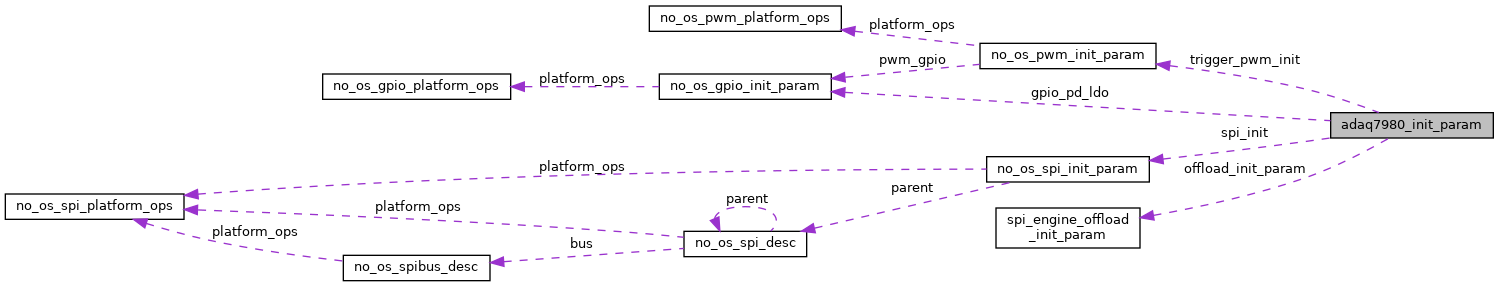 no_os_pwm_platform_ops
platform_ops
no_os_pwm_init_param
pwm_gpio
trigger_pwm_init
no_os_gpio_platform_ops
platform_ops
no_os_gpio_init_param
gpio_pd_ldo
adaq7980_init_param
spi_init
platform_ops
no_os_spi_init_param
offload_init_param
parent
parent
no_os_spi_platform_ops
platform_ops
spi_engine_offload
_init_param
platform_ops
bus
no_os_spi_desc
no_os_spibus_desc